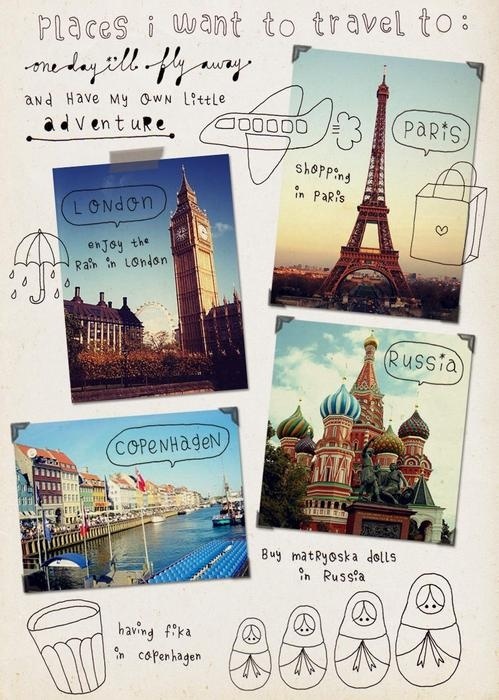 places i want to travel to:
one day i'll fly away
and have my own little
adventure
PARIS
shopping
in Paris
LONDON
enjoy the
Rain in London
RUSSIA
COPENHAGEN
Buy matryoska dolls
in Russia
having fika
in copenhagen